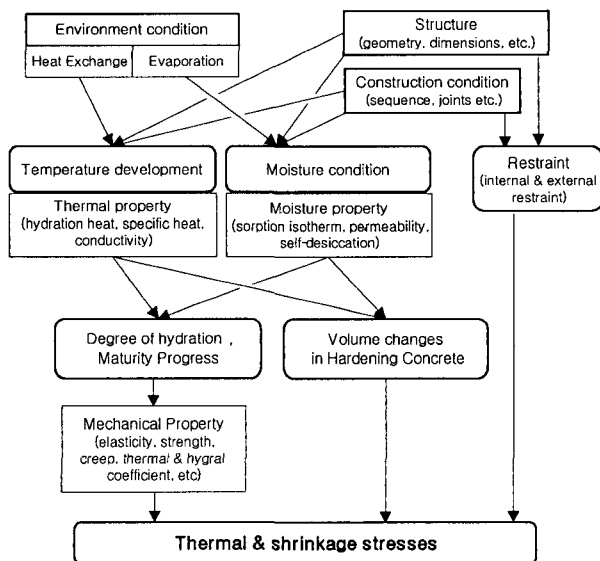 Environment condition
Heat Exchange
Evaporation
Structure
(geometry, dimensions, etc.)
Construction condition
(sequence, joints etc.)
Temperature development
Thermal property
(hydration heat, specific heat,
conductivity)
Moisture condition
Moisture property
(sorption isotherm, permeability,
self-desiccation)
Restraint
(internal & external
restraint)
Degree of hydration ,
Maturity Progress
Volume changes
in Hardening Concrete
Mechanical Property
(elasticity, strength,
creep, thermal & hygral
coefficient, etc)
Thermal & shrinkage stresses